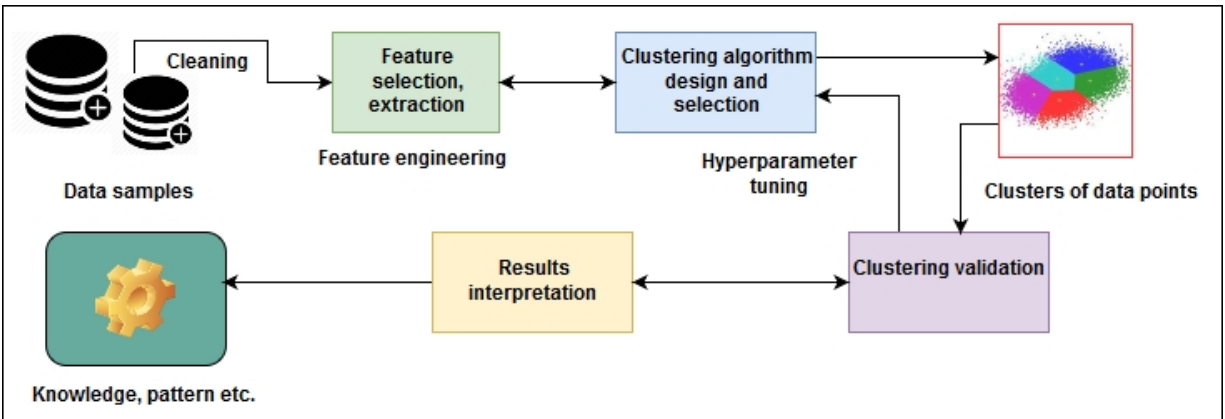 Cleaning
Feature
selection,
extraction
Clustering algorithm
design and
selection
Feature engineering
Hyperparameter
tuning
Data samples
Clusters of data points
Results
interpretation
Clustering validation
Knowledge, pattern etc.